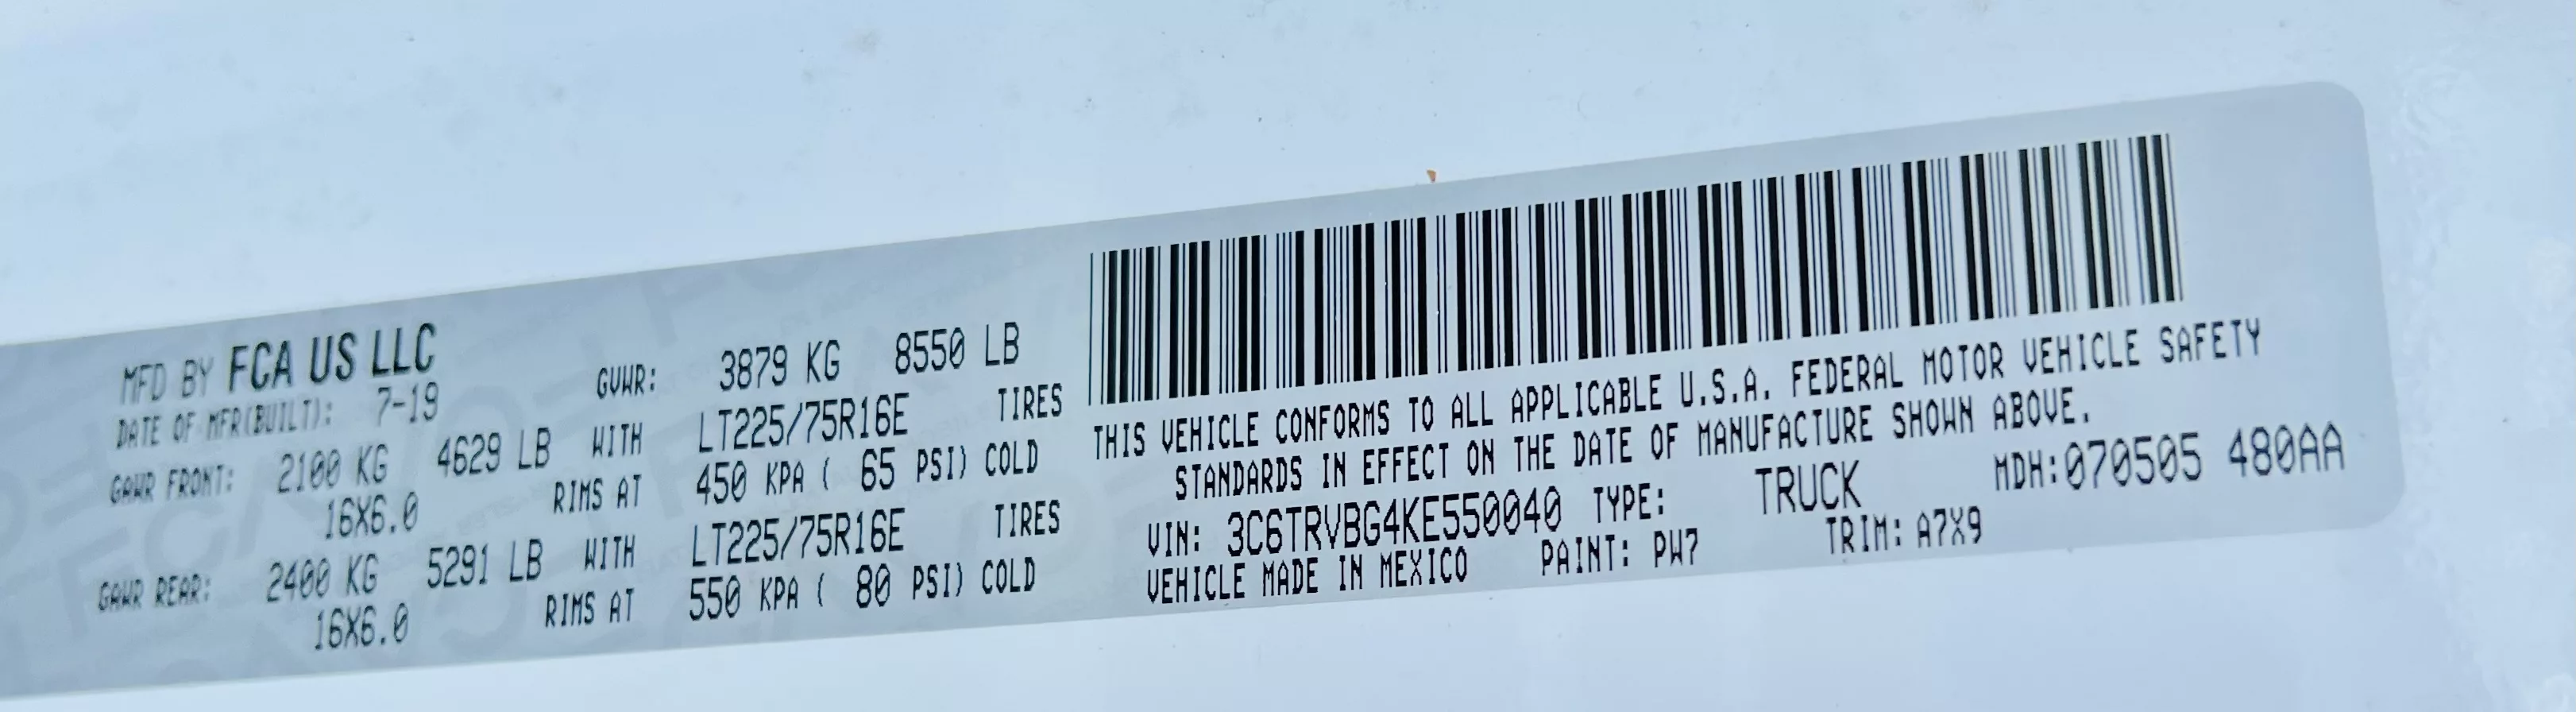 MFD BY FCA US LLC
DATE OF MFR(BUILT): 7-19 GVWR: 3879 KG 8550 LB
GAWR FRONT: 2100 KG 4629 LB WITH LT225/75R16E TIRES
16X6.0 RIMS AT 450 KPA ( 65 PSI) COLD
GAWR REAR: 2400 KG 5291 LB WITH LT225/75R16E TIRES
16X6.0 RIMS AT 550 KPA ( 80 PSI) COLD
THIS VEHICLE CONFORMS TO ALL APPLICABLE U.S.A. FEDERAL MOTOR VEHICLE SAFETY
STANDARDS IN EFFECT ON THE DATE OF MANUFACTURE SHOWN ABOVE.
VIN: 3C6TRVBG4KE550040 TYPE: TRUCK MDH:070505 480AA
VEHICLE MADE IN MEXICO PAINT: PW7 TRIM: A7X9